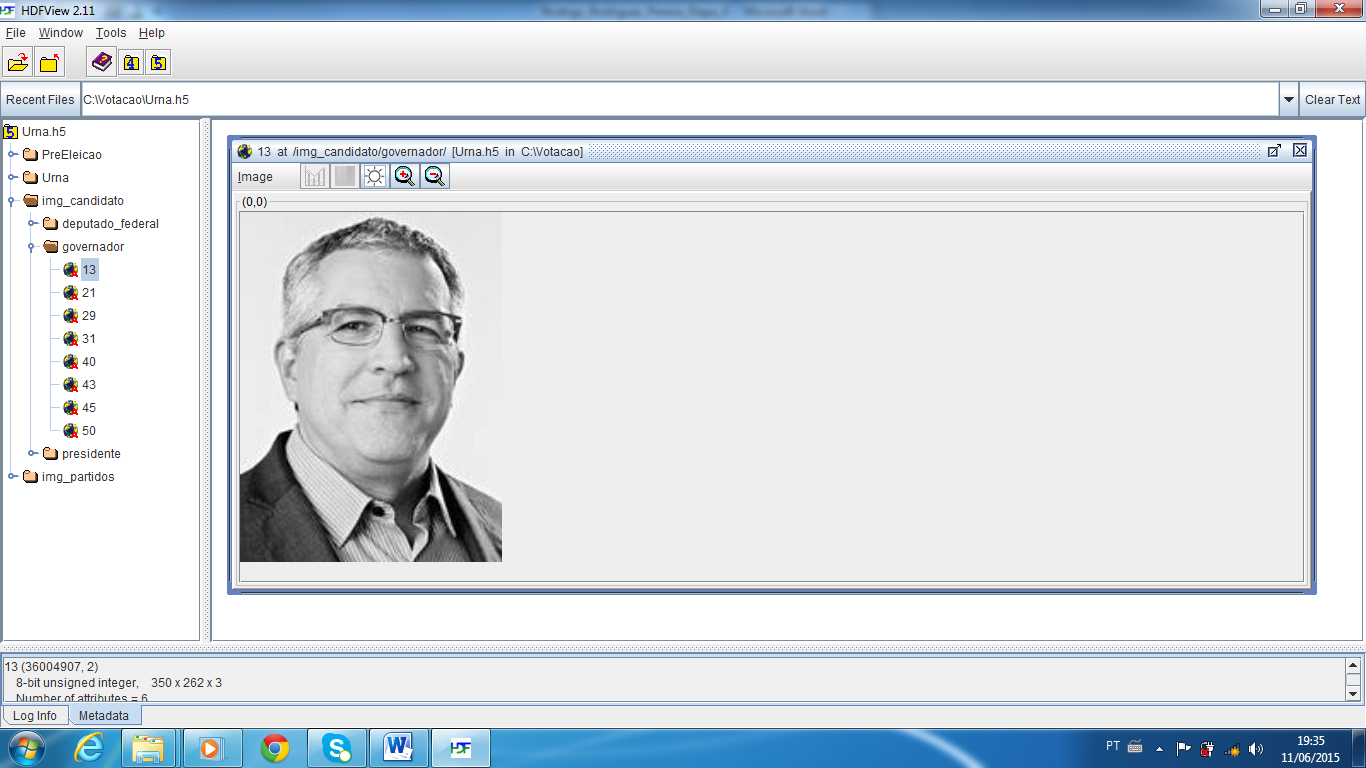 HDFView 2.11
File Window Tools Help
Recent Files C:\Votacao\Urna.h5 Clear Text
Urna.h5
PreEleicao
Urna
img_candidato
deputado_federal
governador
13
21
29
31
40
43
45
50
presidente
img_partidos
13 at /img_candidato/governador/ [Urna.h5 in C:\Votacao]
Image
(0,0)
13 (36004907, 2)
8-bit unsigned integer, 350 x 262 x 3
Number of attributes = 6
Log Info Metadata
PT
19:35
11/06/2015